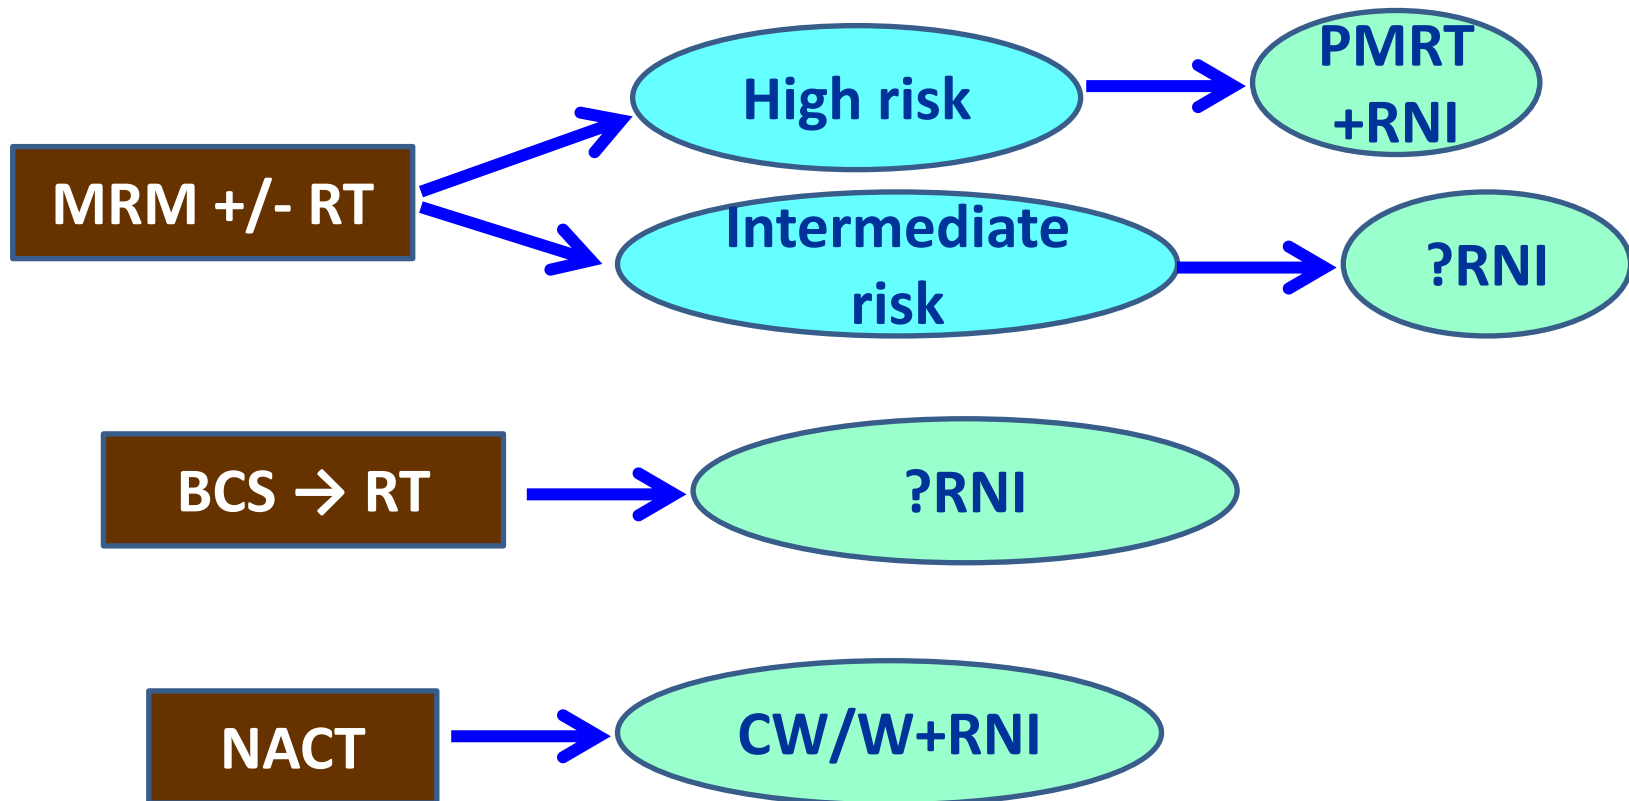 High risk
PMRT
+RNI
MRM +/- RT
Intermediate
risk
?RNI
BCS → RT
?RNI
NACT
CW/W+RNI